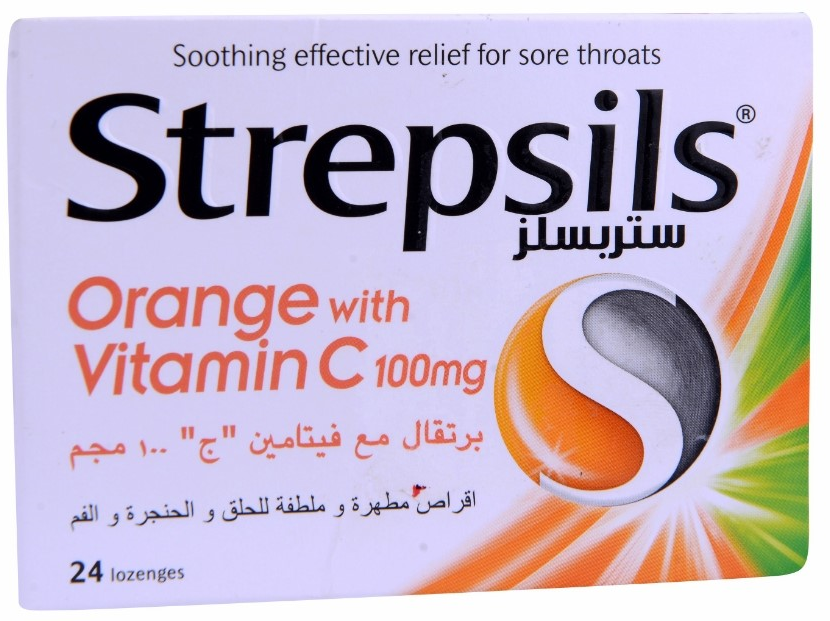 Soothing effective relief for sore throats
Strepsils®
ستربسلز
Orange with
Vitamin C 100mg
برتقال مع فيتامين "ج" ١٠٠ مجم
اقراص مطهرة و ملطفة للحلق و الحنجرة و الفم
24 lozenges